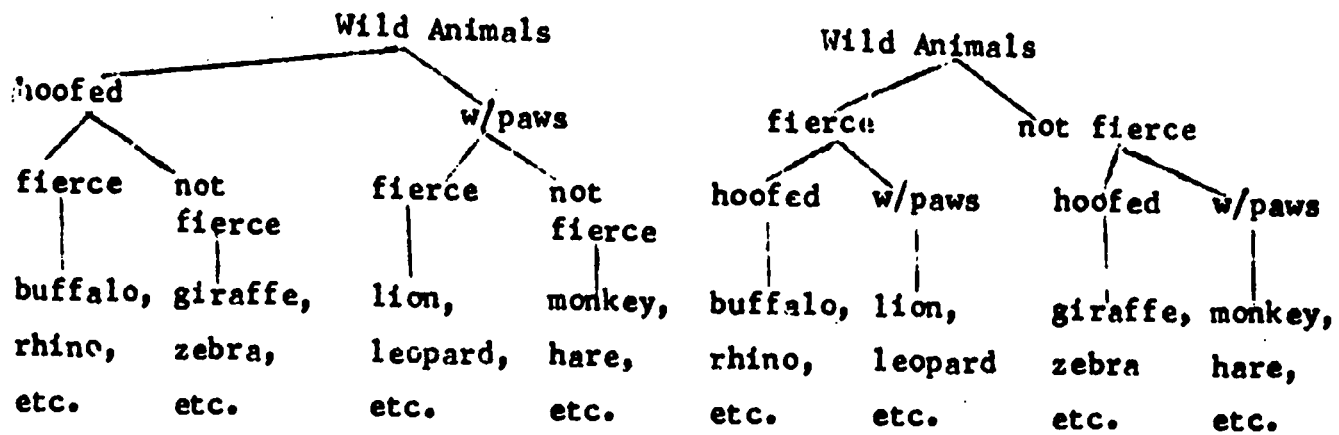 Wild Animals
hoofed w/paws
fierce not fierce fierce not fierce
buffalo, giraffe, lion, monkey,
rhino, zebra, leopard, hare,
etc. etc. etc. etc.
Wild Animals
fierce not fierce
hoofed w/paws hoofed w/paws
buffalo, lion, giraffe, monkey,
rhino, leopard zebra hare,
etc. etc. etc. etc.